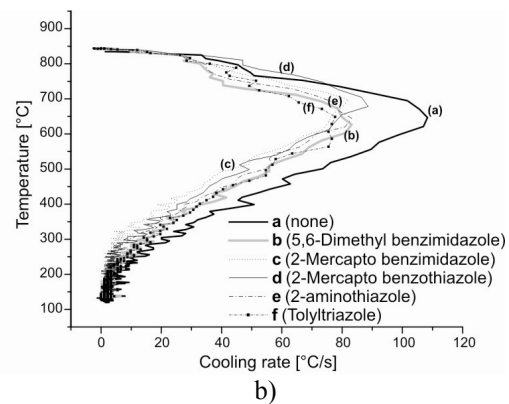 900
800
700
600
500
400
300
200
100
Temperature [°C]
(d)
(a)
(e)
(f)
(b)
(c)
a (none)
b (5,6-Dimethyl benzimidazole)
c (2-Mercapto benzimidazole)
d (2-Mercapto benzothiazole)
e (2-aminothiazole)
f (Tolyltriazole)
0 20 40 60 80 100 120
Cooling rate [°C/s]
b)